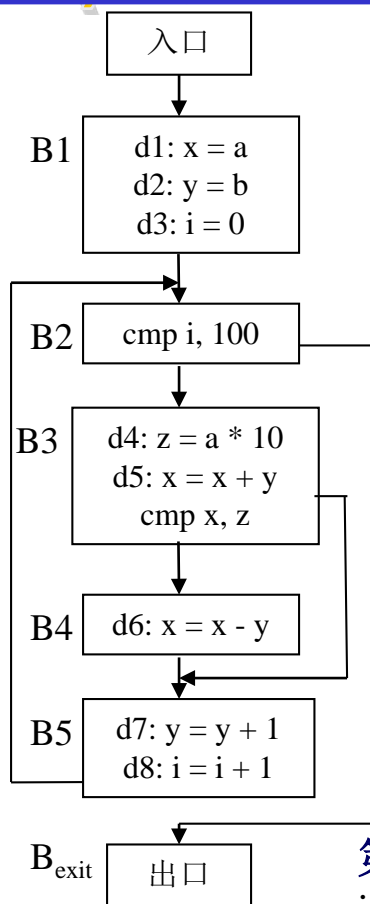 入口
B1
d1: x = a
d2: y = b
d3: i = 0
B2
cmp i, 100
B3
d4: z = a * 10
d5: x = x + y
cmp x, z
B4
d6: x = x - y
B5
d7: y = y + 1
d8: i = i + 1
Bexit
出口